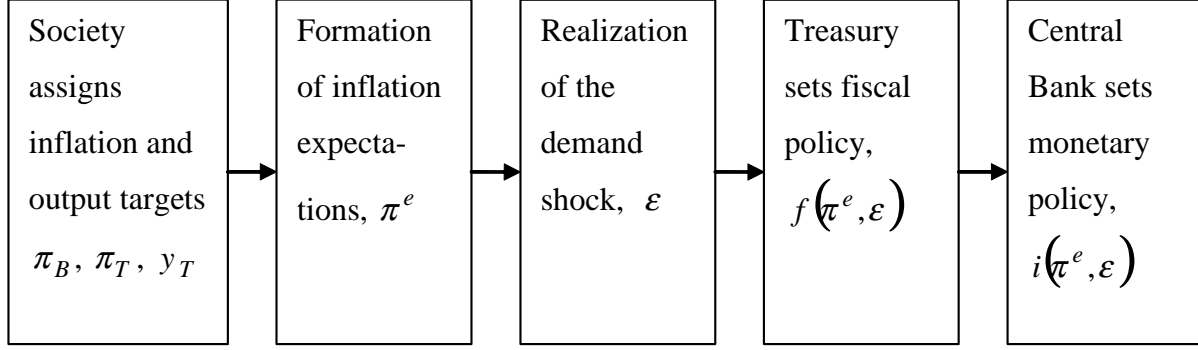 Society
assigns
inflation and
output targets
π_B, π_T, y_T
Formation
of inflation
expecta-
tions, π^e
Realization
of the
demand
shock, ε
Treasury
sets fiscal
policy,
f(π^e, ε)
Central
Bank sets
monetary
policy,
i(π^e, ε)